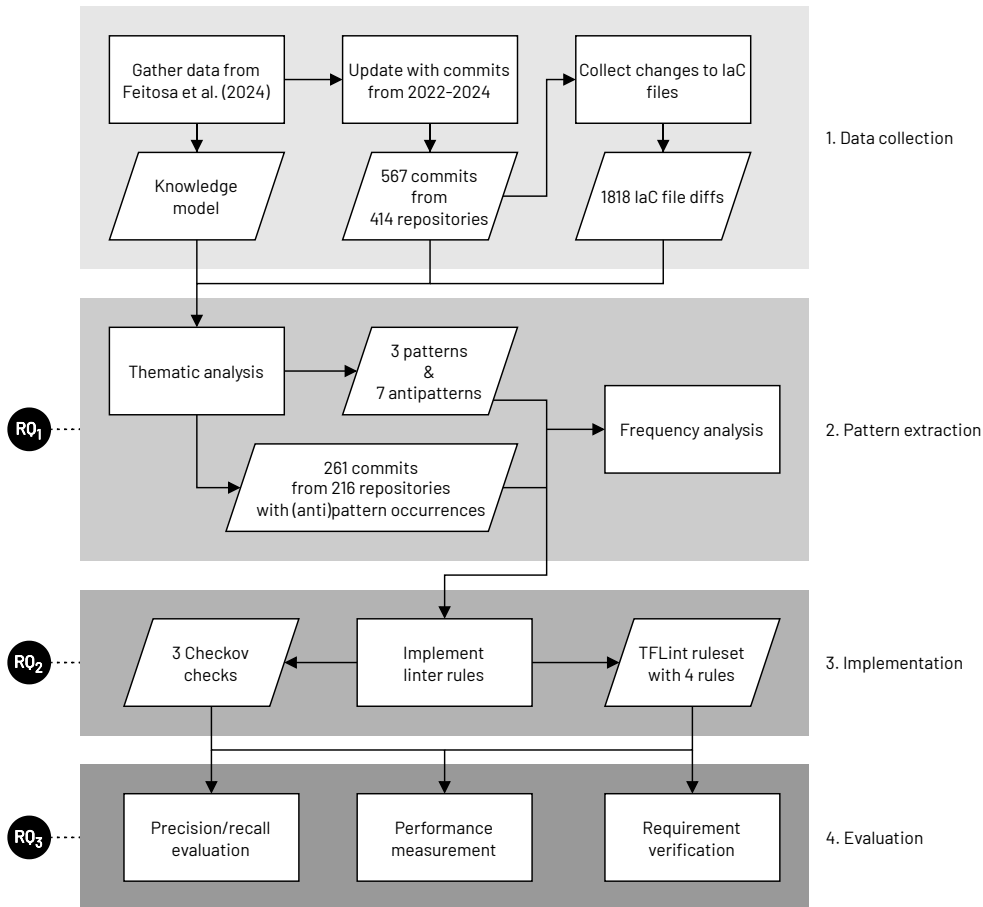 Gather data from
Feitosa et al. (2024)
Update with commits
from 2022-2024
Collect changes to IaC
files
1. Data collection
Knowledge
model
567 commits
from
414 repositories
1818 IaC file diffs
Thematic analysis
3 patterns
&
7 antipatterns
RQ1
Frequency analysis
2. Pattern extraction
261 commits
from 216 repositories
with (anti)pattern occurrences
RQ2
3 Checkov
checks
Implement
linter rules
TFLint ruleset
with 4 rules
3. Implementation
RQ3
Precision/recall
evaluation
Performance
measurement
Requirement
verification
4. Evaluation